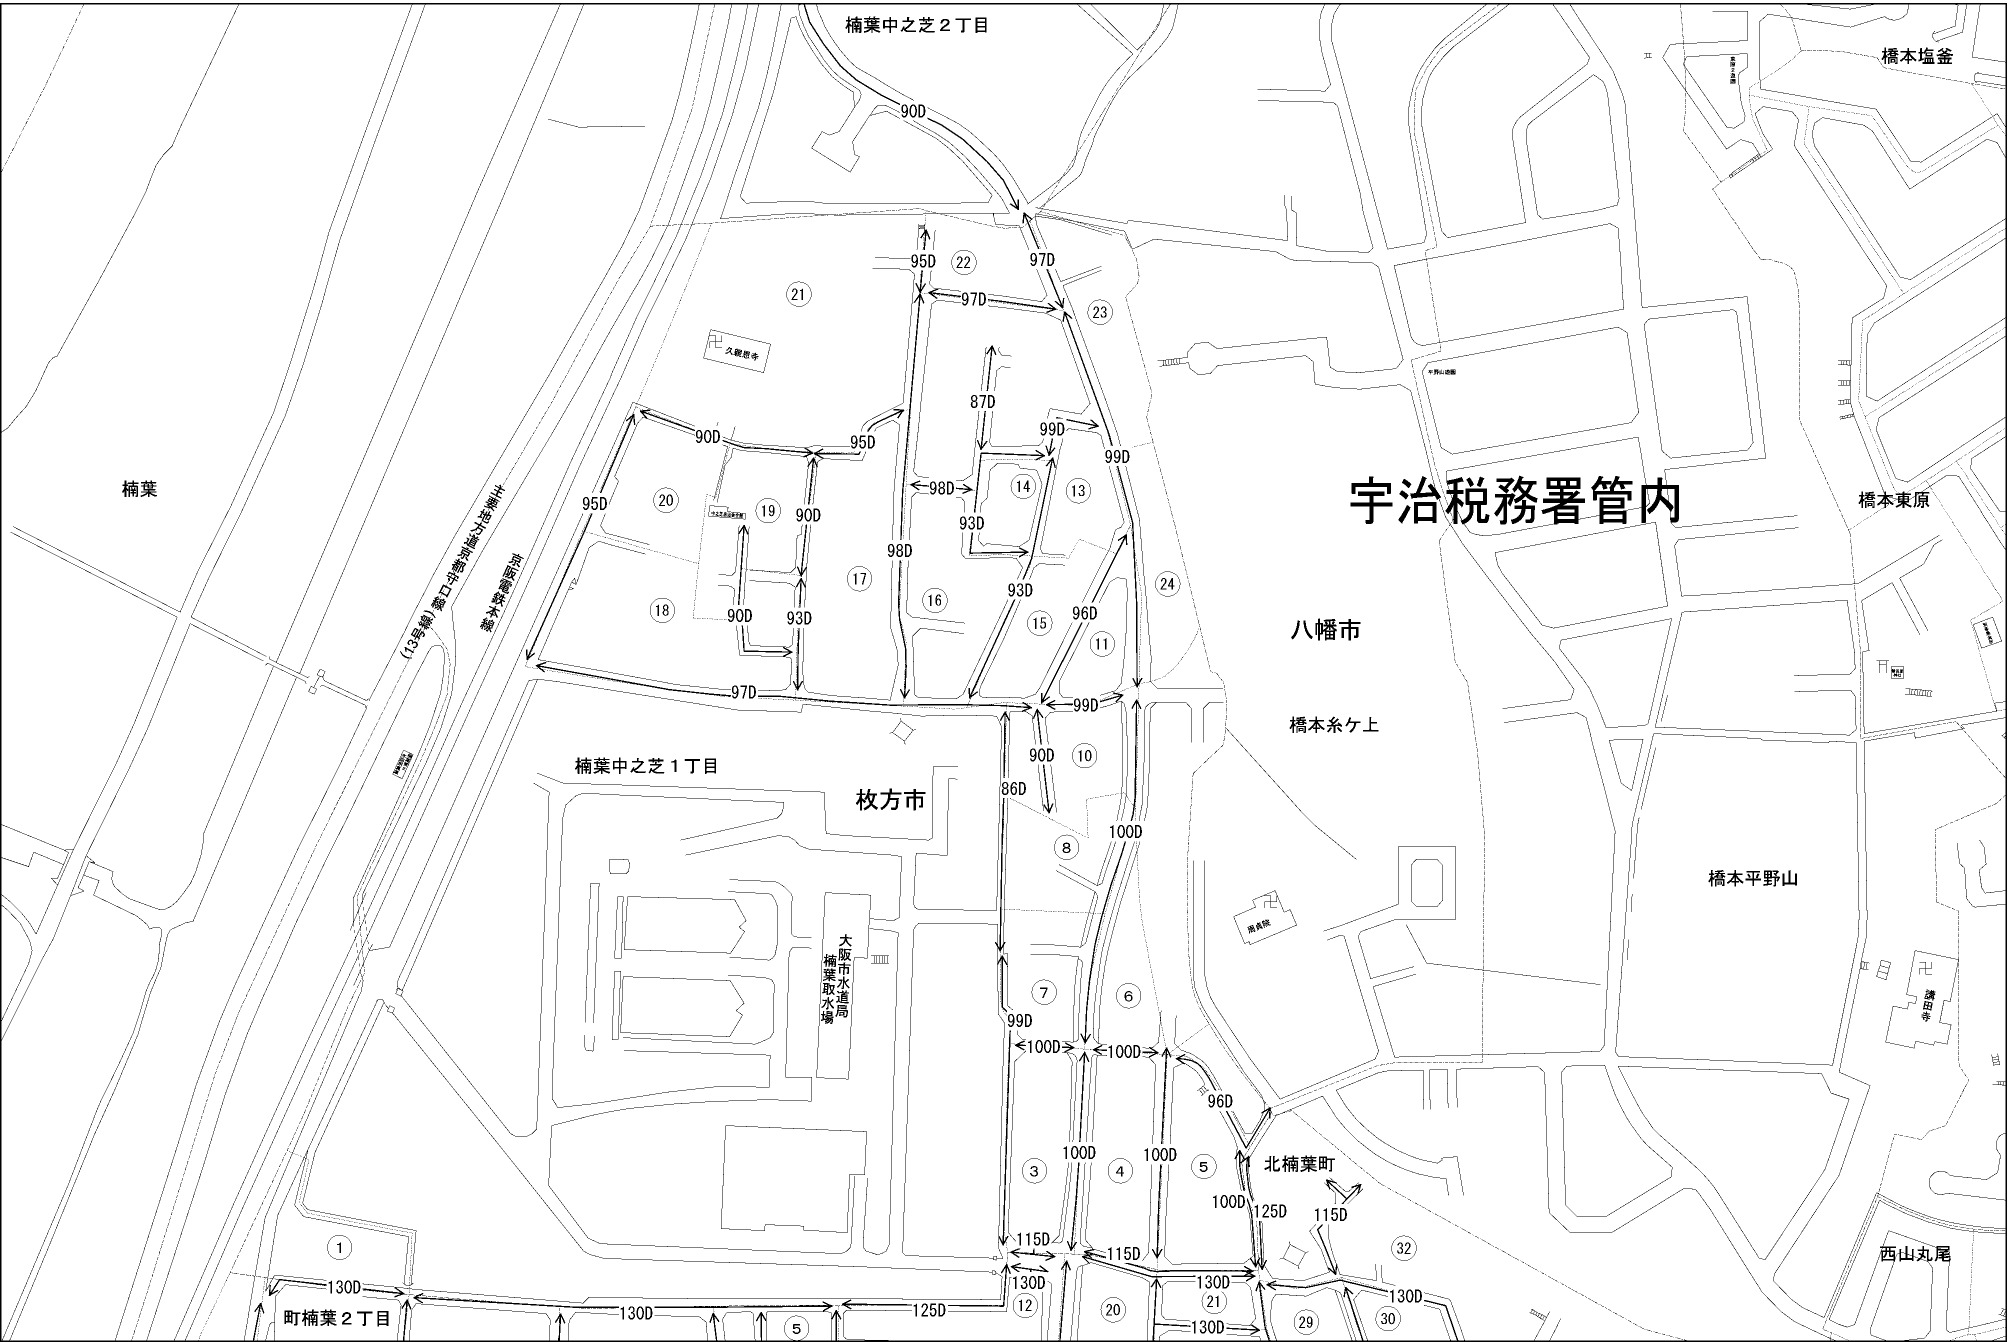 楠葉中之芝２丁目
橋本塩釜
90D
95D
22
97D
21
97D
23
久親恩寺
平野山遊園
87D
90D
95D
99D
99D
宇治税務署管内
楠葉
主要地方道京都守口線
(13号線)
京阪電鉄本線
95D
20
19
90D
98D
14
13
93D
橋本東原
98D
17
24
18
90D
93D
16
93D
15
96D
11
八幡市
97D
99D
橋本糸ケ上
90D
10
楠葉中之芝１丁目
枚方市
86D
100D
8
橋本平野山
大阪市水道局
楠葉取水場
7
6
99D
100D
100D
96D
3
100D
4
100D
5
北楠葉町
100D
125D
115D
1
115D
115D
32
西山丸尾
130D
130D
130D
130D
125D
12
20
130D
21
130D
町楠葉２丁目
5
29
30